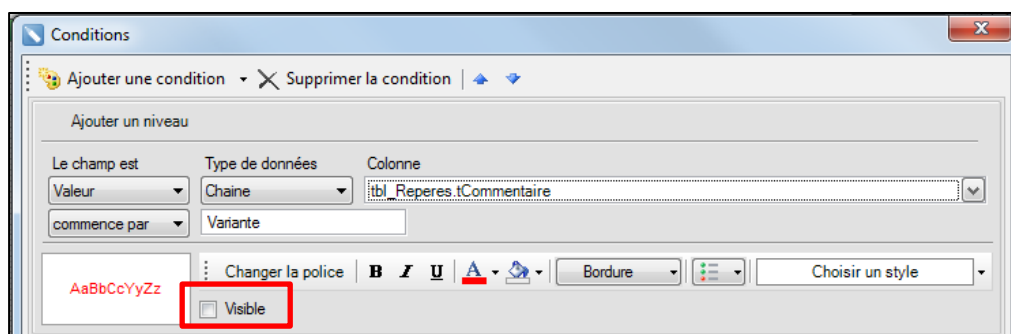 Conditions
Ajouter une condition Supprimer la condition
Ajouter un niveau
Le champ est Type de données Colonne
Valeur Chaine tbl_Reperes.tCommentaire
commence par Variante
Changer la police B I U A Bordure Choisir un style
AaBbCcYyZz
Visible